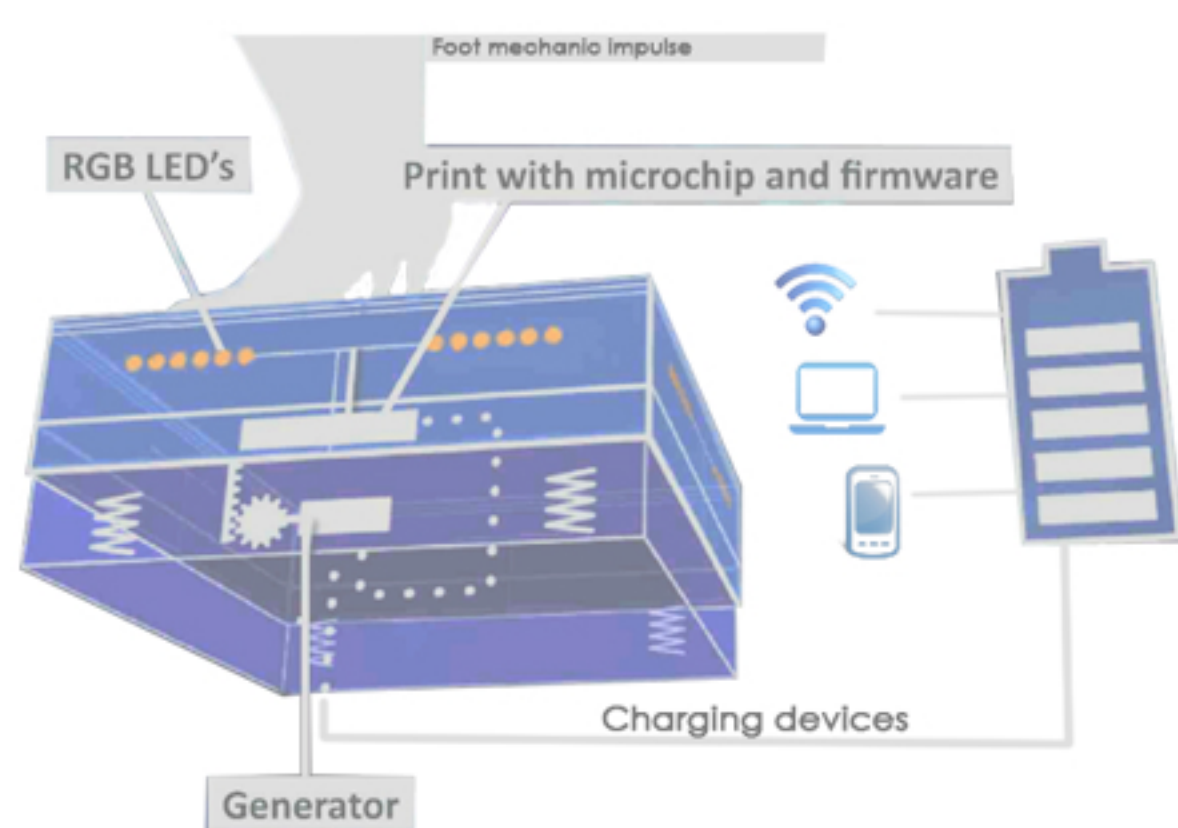 Foot mechanic impulse
RGB LED's
Print with microchip and firmware
Charging devices
Generator